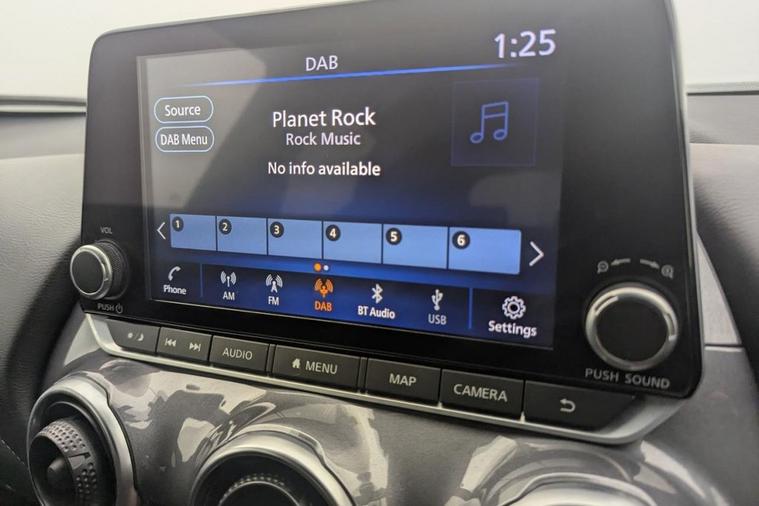 DAB
1:25
Source
DAB Menu
Planet Rock
Rock Music
No info available
1
2
3
4
5
6
Phone
AM
FM
DAB
BT Audio
USB
Settings
VOL
PUSH
AUDIO
MENU
MAP
CAMERA
PUSH SOUND